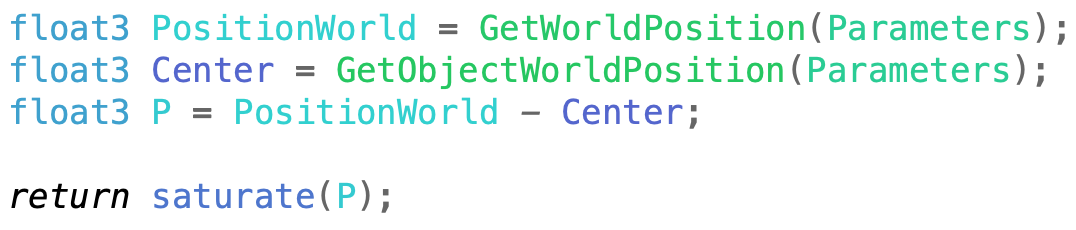 float3 PositionWorld = GetWorldPosition(Parameters);
float3 Center = GetObjectWorldPosition(Parameters);
float3 P = PositionWorld - Center;
return saturate(P);